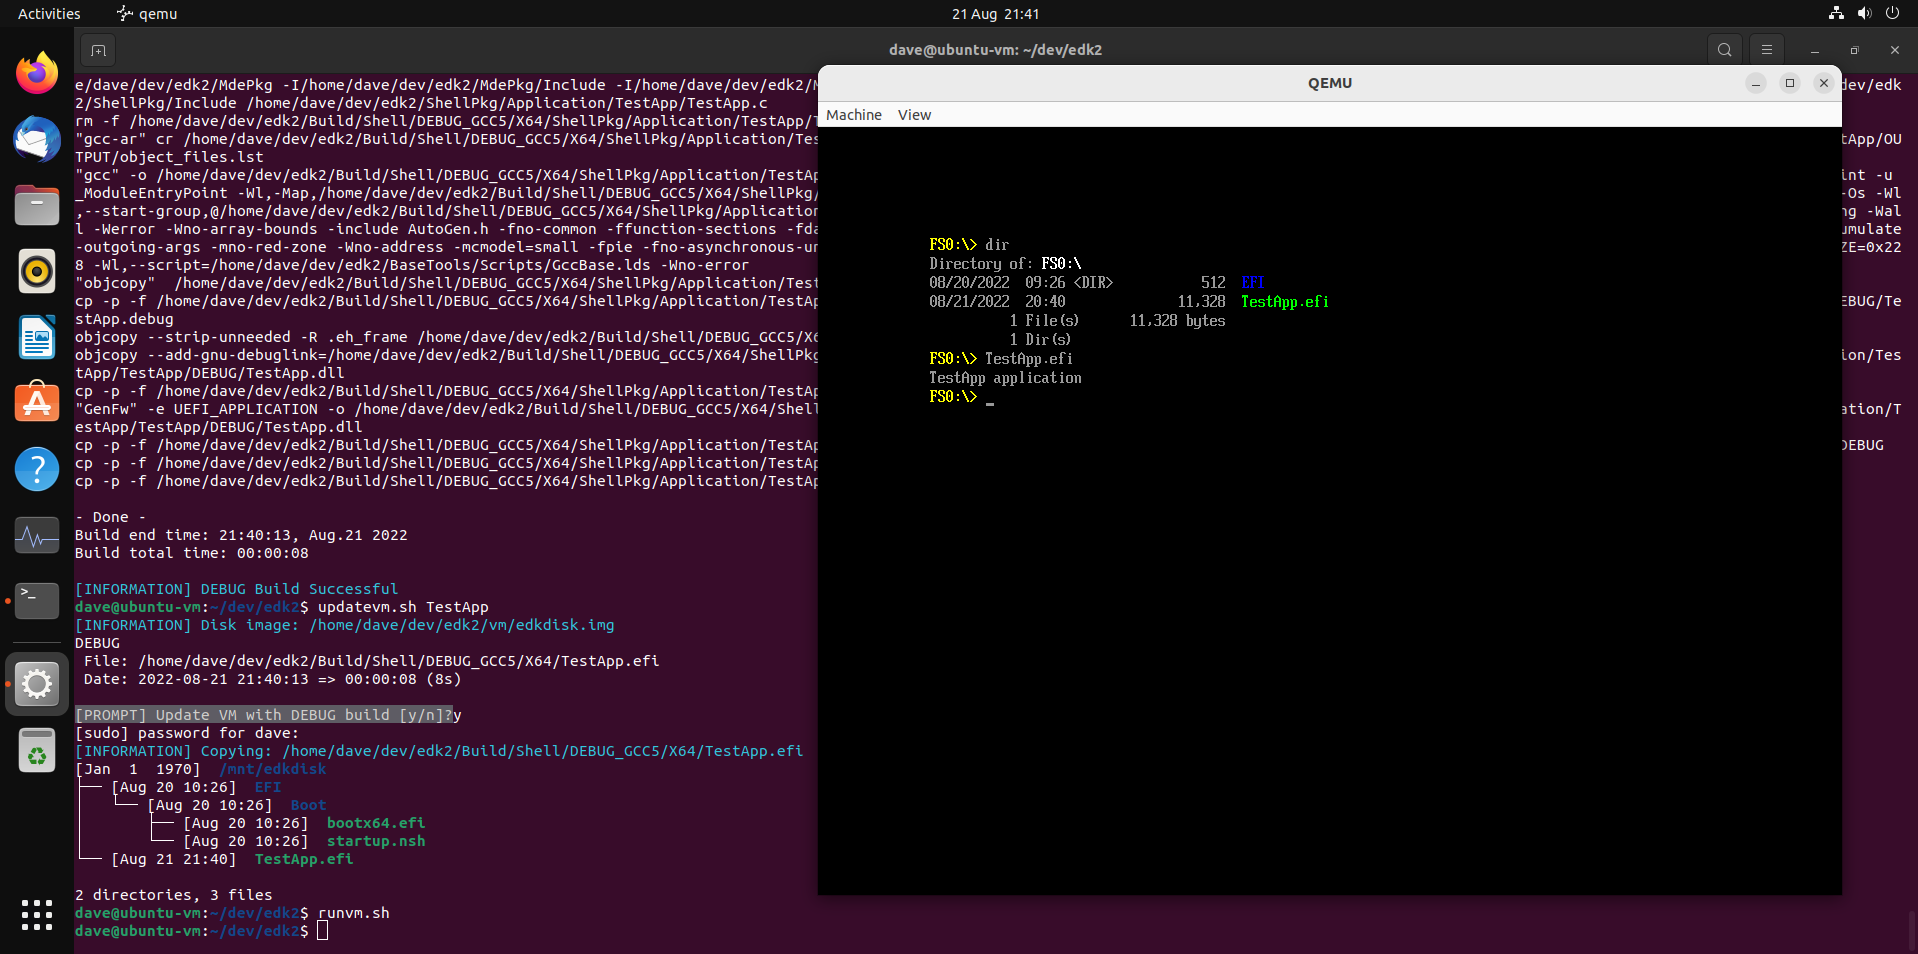 Activities
qemu
21 Aug 21:41
dave@ubuntu-vm: ~/dev/edk2
e/dave/dev/edk2/MdePkg -I/home/dave/dev/edk2/MdePkg/Include -I/home/dave/dev/edk2/
2/ShellPkg/Include /home/dave/dev/edk2/ShellPkg/Application/TestApp/TestApp.c
rm -f /home/dave/dev/edk2/Build/Shell/DEBUG_GCC5/X64/ShellPkg/Application/TestApp/
"gcc-ar" cr /home/dave/dev/edk2/Build/Shell/DEBUG_GCC5/X64/ShellPkg/Application/Tes
TPUT/object_files.lst
"gcc" -o /home/dave/dev/edk2/Build/Shell/DEBUG_GCC5/X64/ShellPkg/Application/TestAp
_ModuleEntryPoint -Wl,-Map,/home/dave/dev/edk2/Build/Shell/DEBUG_GCC5/X64/ShellPkg/
,--start-group,@/home/dave/dev/edk2/Build/Shell/DEBUG_GCC5/X64/ShellPkg/Application
l -Werror -Wno-array-bounds -include AutoGen.h -fno-common -ffunction-sections -fda
-outgoing-args -mno-red-zone -Wno-address -mcmodel=small -fpie -fno-asynchronous-un
8 -Wl,--script=/home/dave/dev/edk2/BaseTools/Scripts/GccBase.lds -Wno-error
"objcopy"  /home/dave/dev/edk2/Build/Shell/DEBUG_GCC5/X64/ShellPkg/Application/Test
cp -p -f /home/dave/dev/edk2/Build/Shell/DEBUG_GCC5/X64/ShellPkg/Application/TestAp
stApp.debug
objcopy --strip-unneeded -R .eh_frame /home/dave/dev/edk2/Build/Shell/DEBUG_GCC5/X6
objcopy --add-gnu-debuglink=/home/dave/dev/edk2/Build/Shell/DEBUG_GCC5/X64/ShellPkg
tApp/TestApp/DEBUG/TestApp.dll
cp -p -f /home/dave/dev/edk2/Build/Shell/DEBUG_GCC5/X64/ShellPkg/Application/TestAp
"GenFw" -e UEFI_APPLICATION -o /home/dave/dev/edk2/Build/Shell/DEBUG_GCC5/X64/Shell
estApp/TestApp/DEBUG/TestApp.dll
cp -p -f /home/dave/dev/edk2/Build/Shell/DEBUG_GCC5/X64/ShellPkg/Application/TestAp
cp -p -f /home/dave/dev/edk2/Build/Shell/DEBUG_GCC5/X64/ShellPkg/Application/TestAp
cp -p -f /home/dave/dev/edk2/Build/Shell/DEBUG_GCC5/X64/ShellPkg/Application/TestAp
- Done -
Build end time: 21:40:13, Aug.21 2022
Build total time: 00:00:08
[INFORMATION] DEBUG Build Successful
dave@ubuntu-vm:~/dev/edk2$ updatevm.sh TestApp
[INFORMATION] Disk image: /home/dave/dev/edk2/vm/edkdisk.img
DEBUG
File: /home/dave/dev/edk2/Build/Shell/DEBUG_GCC5/X64/TestApp.efi
Date: 2022-08-21 21:40:13 => 00:00:08 (8s)
[PROMPT] Update VM with DEBUG build [y/n]?y
[sudo] password for dave:
[INFORMATION] Copying: /home/dave/dev/edk2/Build/Shell/DEBUG_GCC5/X64/TestApp.efi
[Jan  1  1970]  /mnt/edkdisk
├── [Aug 20 10:26]  EFI
│   └── [Aug 20 10:26]  Boot
│       ├── [Aug 20 10:26]  bootx64.efi
│       └── [Aug 20 10:26]  startup.nsh
└── [Aug 21 21:40]  TestApp.efi
2 directories, 3 files
dave@ubuntu-vm:~/dev/edk2$ runvm.sh
dave@ubuntu-vm:~/dev/edk2$
QEMU
Machine View
FS0:\> dir
Directory of: FS0:\
08/20/2022  09:26 <DIR>           512  EFI
08/21/2022  20:40              11,328  TestApp.efi
1 File(s)      11,328 bytes
1 Dir(s)
FS0:\> TestApp.efi
TestApp application
FS0:\> _
dev/edk
tApp/OU
int -u
-Os -Wl
ng -Wal
umulate
ZE=0x22
EBUG/Te
ion/Tes
ation/T
DEBUG